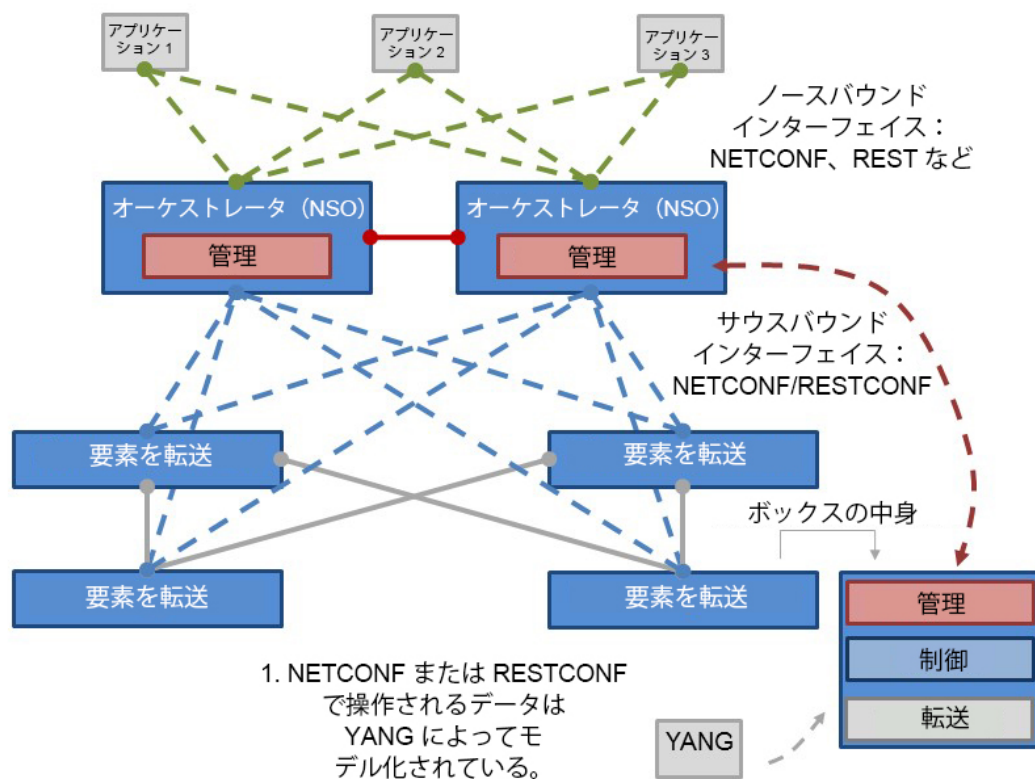 アプリケー
ション 1
アプリケー
ション 2
アプリケー
ション 3
ノースバウンド
インターフェイス：
NETCONF、REST など
オーケストレータ（NSO）
管理
オーケストレータ（NSO）
管理
サウスバウンド
インターフェイス：
NETCONF/RESTCONF
要素を転送
要素を転送
ボックスの中身
要素を転送
要素を転送
管理
制御
転送
1. NETCONF または RESTCONF
で操作されるデータは
YANG によってモ
デル化されている。
YANG